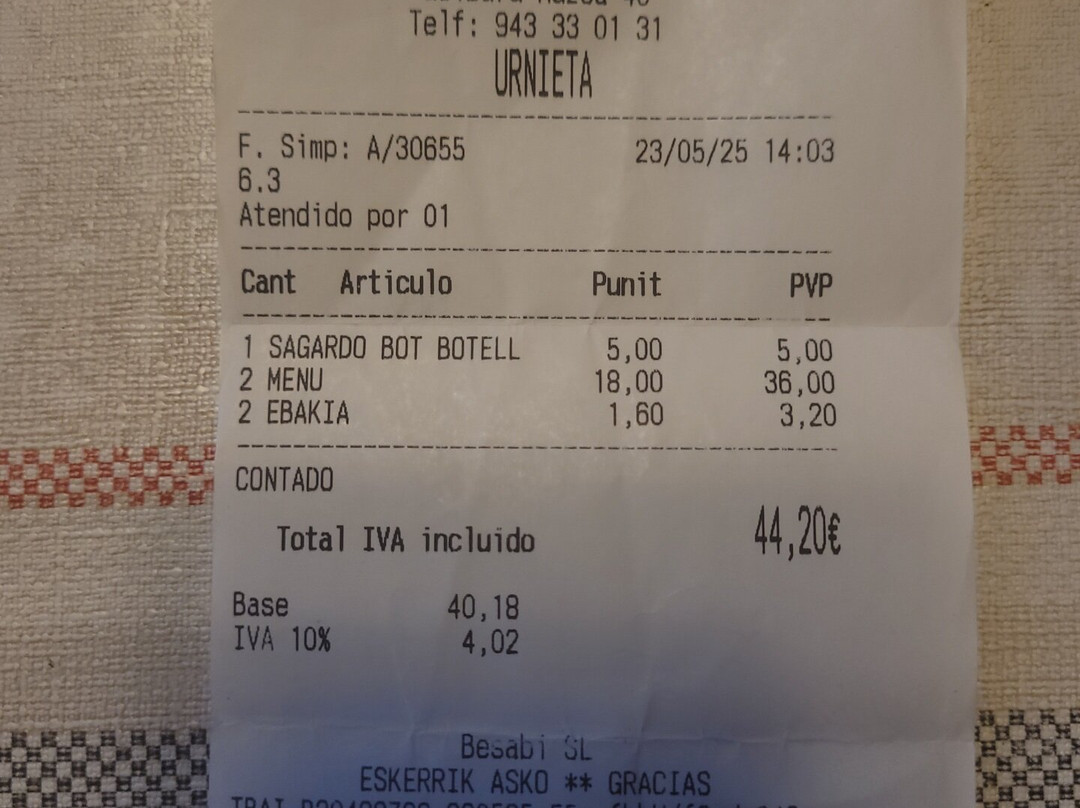 Telf: 943 33 01 31
URNIETA
F. Simp: A/30655 23/05/25 14:03
6.3
Atendido por 01
Cant Articulo Punit PVP
1 SAGARDO BOT BOTELL 5,00 5,00
2 MENU 18,00 36,00
2 EBAKIA 1,60 3,20
CONTADO
Total IVA incluido 44,20€
Base 40,18
IVA 10% 4,02
Besabi SL
ESKERRIK ASKO ** GRACIAS